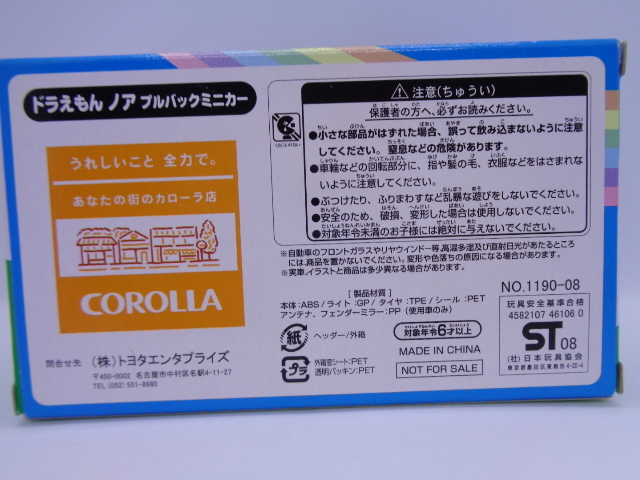 ドラえもん ノア プルバックミニカー
うれしいこと 全力で。
あなたの街のカローラ店
COROLLA
問合せ先 (株)トヨタエンタプライズ
〒450-0002 名古屋市中村区名駅4-11-27
TEL (052) 551-8980
注意(ちゅうい)
保護者の方へ、必ずお読みください。
●小さな部品がはずれた場合、誤って飲み込まないように注意
してください。窒息などの危険があります。
●車輪などの回転部分に、指や髪の毛、衣服などをはさまれな
いように注意してください。
●ぶつけたり、ふりまわすなど乱暴な遊びをしないでください。
●安全のため、破損、変形した場合は使用しないでください。
●対象年令未満のお子様には絶対に与えないでください。
※自動車のフロントガラスやリヤウインドー等、高温多湿及び直射日光があたるところ
には、商品を置かないでください。変形や色落ちの原因になる場合があります。
※実車、イラストと商品は多少異なる場合があります。
[製品材質]
本体:ABS/ライト:GP/タイヤ:TPE/シール:PET
アンテナ、フェンダーミラー:PP(使用車のみ)
紙 ヘッダー/外箱
プラ 外箱密シート:PET
透明パッキン:PET
対象年令6才以上
MADE IN CHINA
NOT FOR SALE
NO.1190-08
玩具安全基準合格
4582107 46106 0
ST 08
(社)日本玩具協会
東京都墨田区東駒形4-22-4